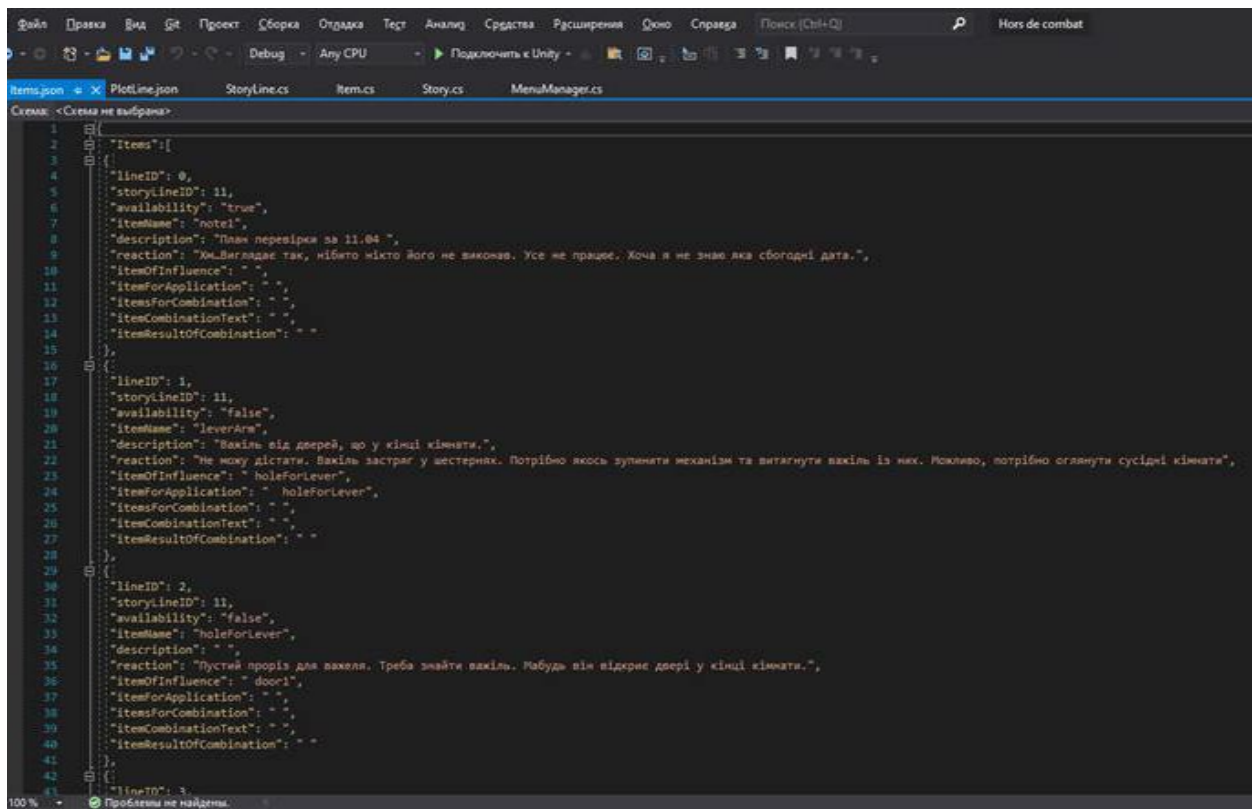 Файл Правка Вид Git Проект Сборка Отладка Тест Анализ Средства Расширения Окно Справка Поиск (Ctrl+Q) Hors de combat
Debug Any CPU Подключить к Unity
Items.json PlotLine.json StoryLine.cs Item.cs Story.cs MenuManager.cs
Схема: <Схема не выбрана>
1 {
2 "Items":[
3 {
4 "lineID": 0,
5 "storyLineID": 11,
6 "availability": "true",
7 "itemName": "note1",
8 "description": "План перевірки за 11.04 ",
9 "reaction": "Хм…Виглядає так, нібито ніхто його не виконав. Усе не працює. Хоча я не знаю яка сбогодні дата.",
10 "itemOfInfluence": " ",
11 "itemForApplication": " ",
12 "itemsForCombination": " ",
13 "itemCombinationText": " ",
14 "itemResultOfCombination": " "
15 },
16 {
17 "lineID": 1,
18 "storyLineID": 11,
19 "availability": "false",
20 "itemName": "leverArm",
21 "description": "Важіль від дверей, що у кінці кімнати.",
22 "reaction": "Не можу дістати. Важіль застряг у шестернях. Потрібно якось зупинити механізм та витягнути важіль із них. Можливо, потрібно оглянути сусідні кімнати",
23 "itemOfInfluence": " holeForLever",
24 "itemForApplication": "  holeForLever",
25 "itemsForCombination": " ",
26 "itemCombinationText": " ",
27 "itemResultOfCombination": " "
28 },
29 {
30 "lineID": 2,
31 "storyLineID": 11,
32 "availability": "false",
33 "itemName": "holeForLever",
34 "description": " ",
35 "reaction": "Пустий проріз для важеля. Треба знайти важіль. Мабудь він відкриє двері у кінці кімнати.",
36 "itemOfInfluence": " door1",
37 "itemForApplication": " ",
38 "itemsForCombination": " ",
39 "itemCombinationText": " ",
40 "itemResultOfCombination": " "
41 },
42 {
43 "lineID": 3,
100 % Проблемы не найдены.